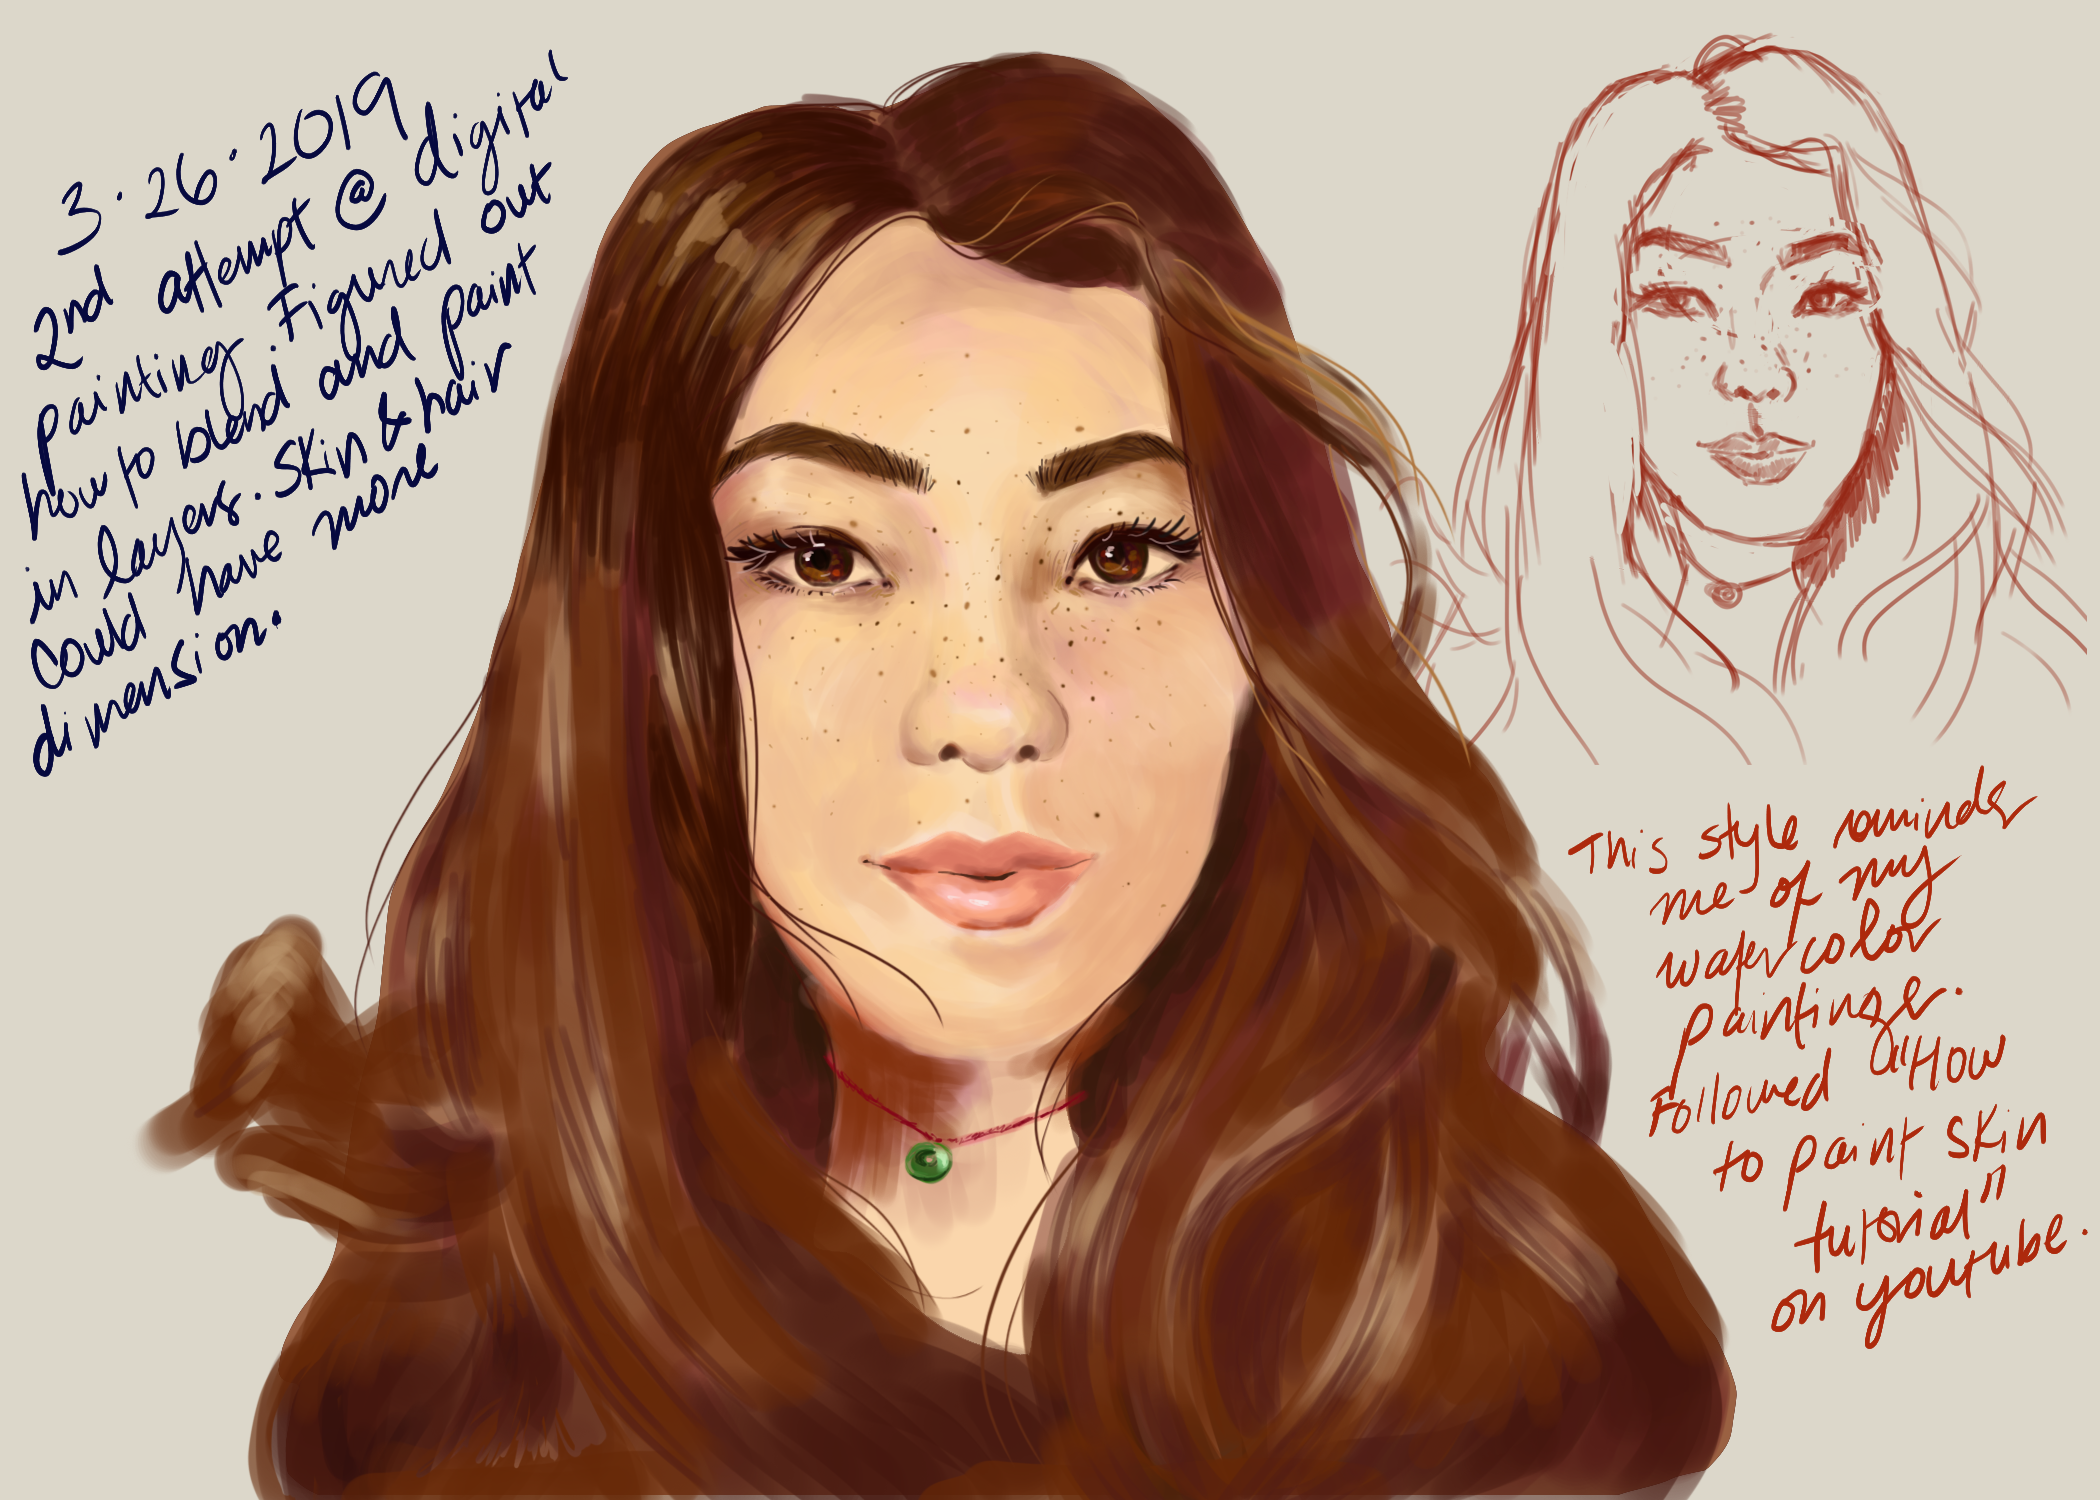 3.26.2019
2nd attempt @ digital
painting. Figured out
how to blend and paint
in layers. Skin & hair
could have more
dimension.
This style reminds
me of my
watercolor
paintings.
Followed "How
to paint skin
tutorial"
on youtube.